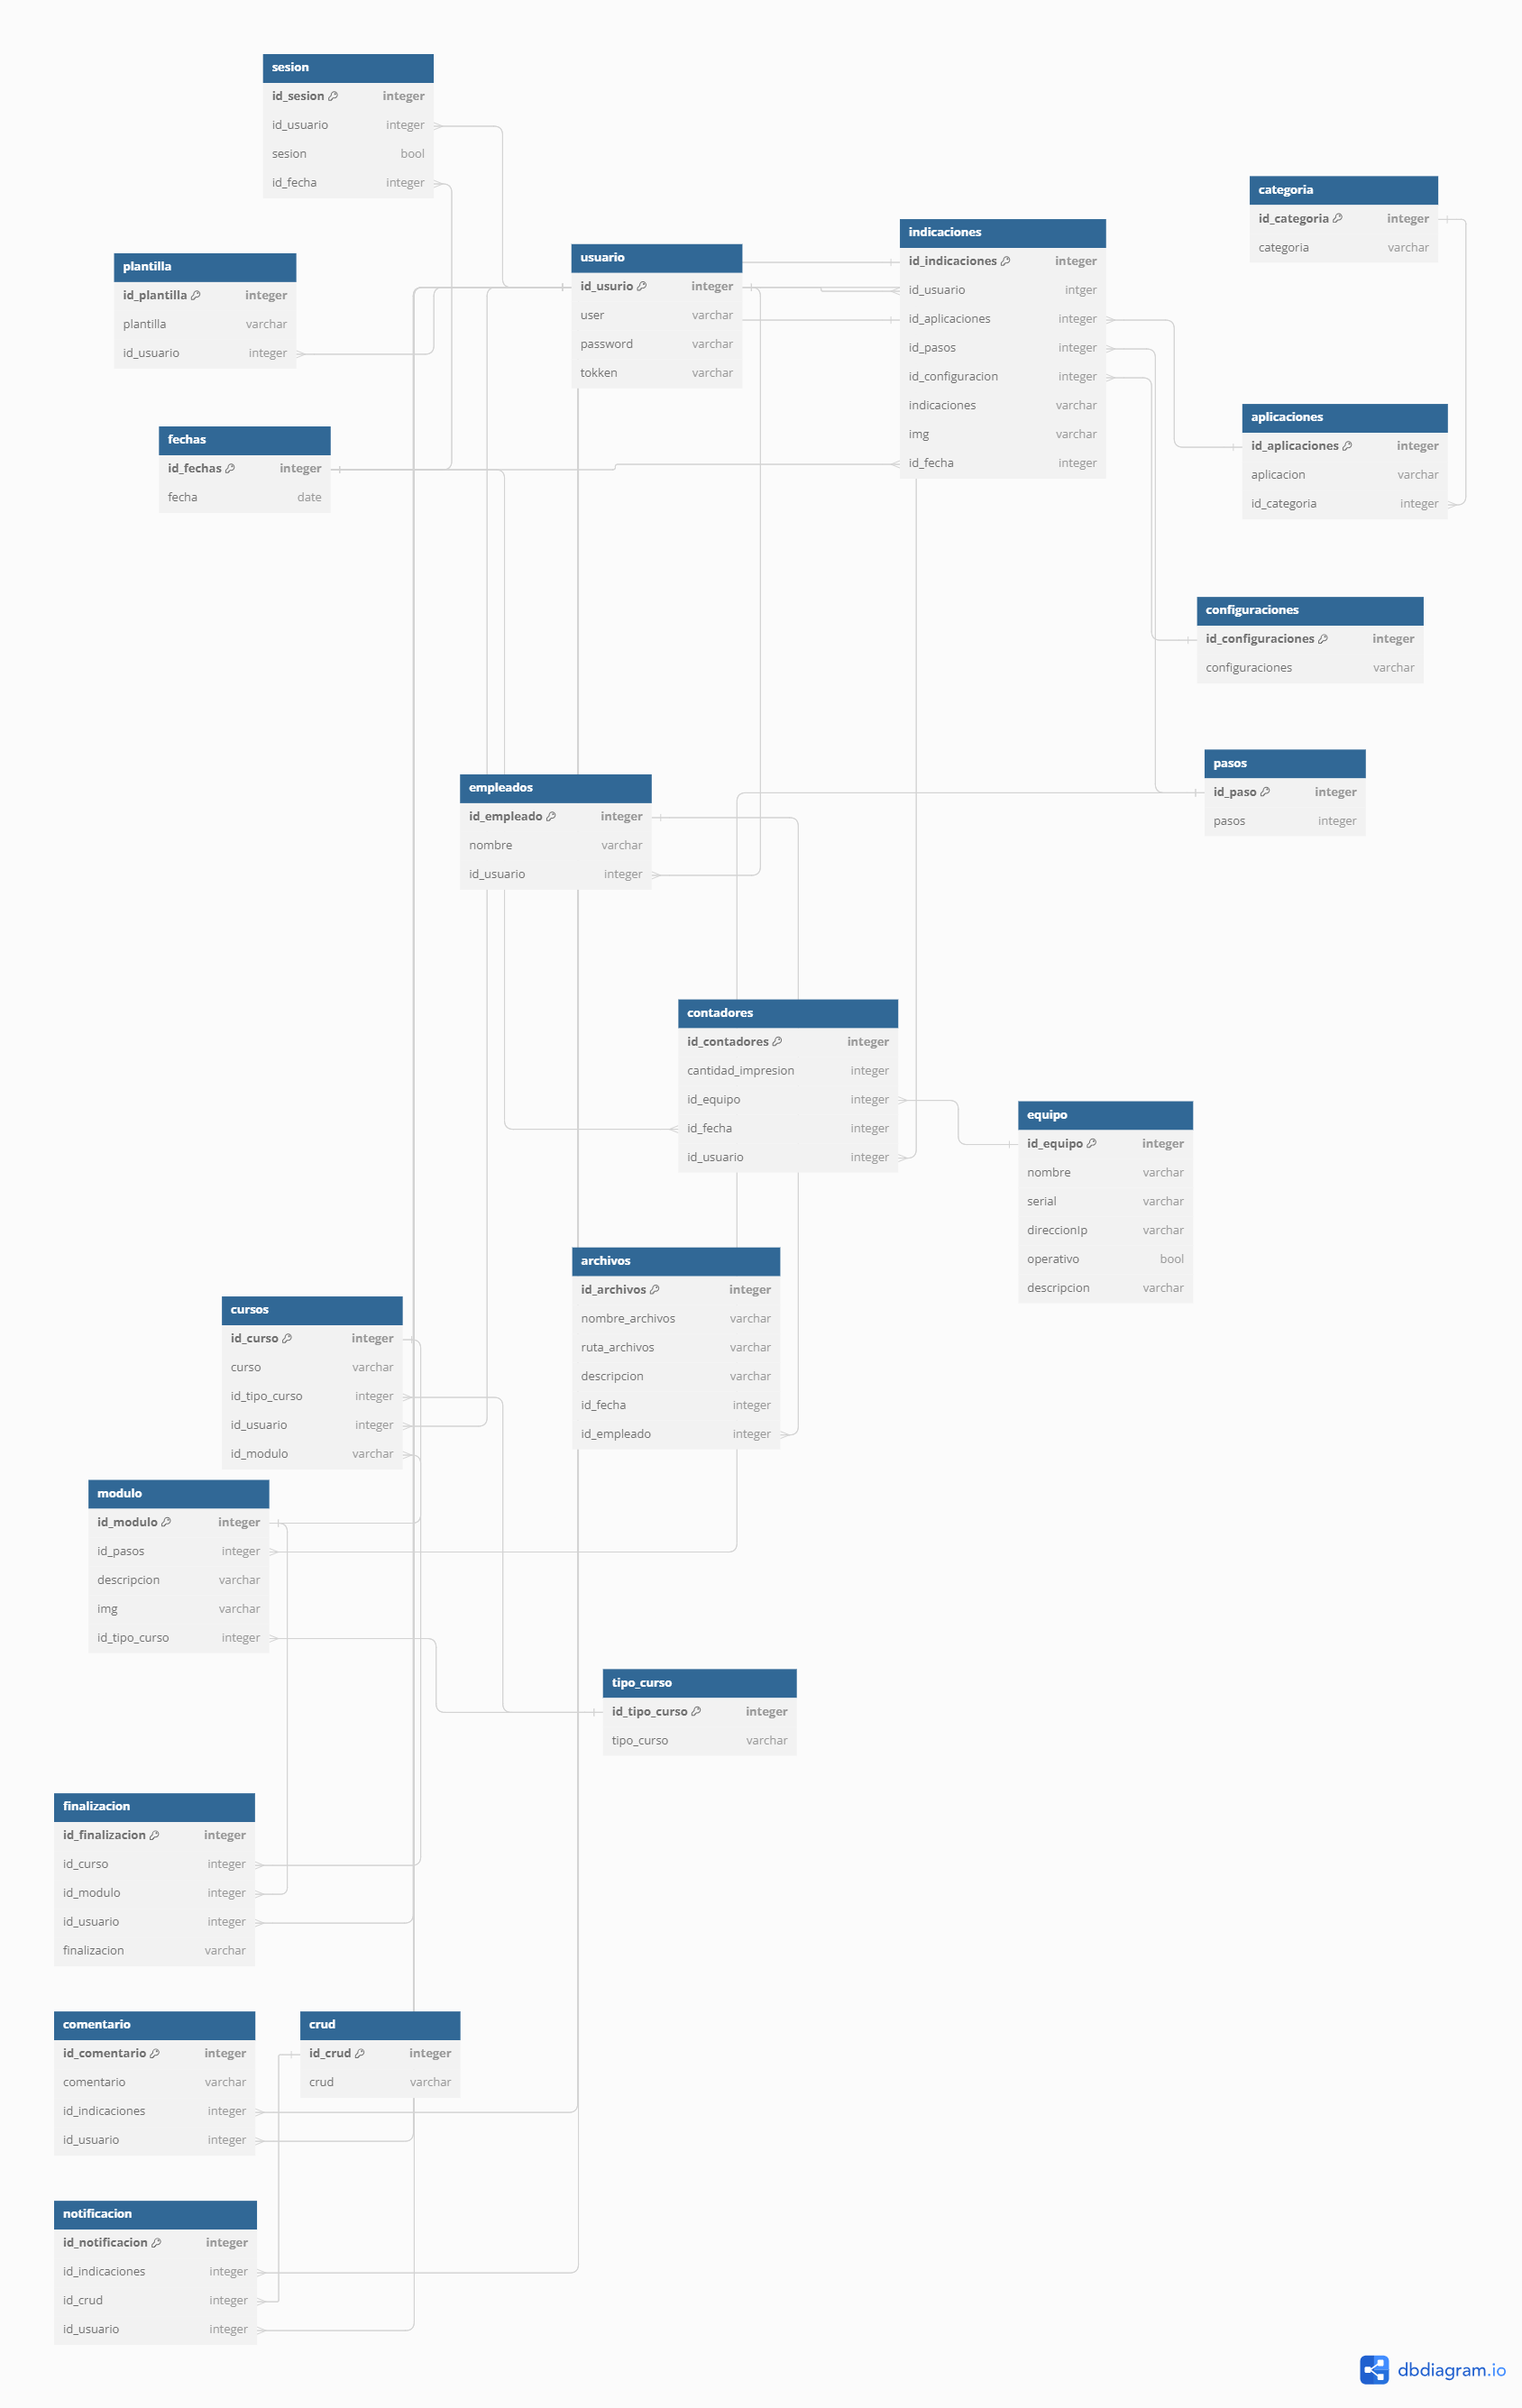 sesion
id_sesion integer
id_usuario integer
sesion bool
id_fecha integer
categoria
id_categoria integer
categoria varchar
indicaciones
id_indicaciones integer
id_usuario intger
id_aplicaciones integer
id_pasos integer
id_configuracion integer
indicaciones varchar
img varchar
id_fecha integer
usuario
id_usurio integer
user varchar
password varchar
tokken varchar
plantilla
id_plantilla integer
plantilla varchar
id_usuario integer
aplicaciones
id_aplicaciones integer
aplicacion varchar
id_categoria integer
fechas
id_fechas integer
fecha date
configuraciones
id_configuraciones integer
configuraciones varchar
pasos
id_paso integer
pasos integer
empleados
id_empleado integer
nombre varchar
id_usuario integer
contadores
id_contadores integer
cantidad_impresion integer
id_equipo integer
id_fecha integer
id_usuario integer
equipo
id_equipo integer
nombre varchar
serial varchar
direccionIp varchar
operativo bool
descripcion varchar
archivos
id_archivos integer
nombre_archivos varchar
ruta_archivos varchar
descripcion varchar
id_fecha integer
id_empleado integer
cursos
id_curso integer
curso varchar
id_tipo_curso integer
id_usuario integer
id_modulo varchar
modulo
id_modulo integer
id_pasos integer
descripcion varchar
img varchar
id_tipo_curso integer
tipo_curso
id_tipo_curso integer
tipo_curso varchar
finalizacion
id_finalizacion integer
id_curso integer
id_modulo integer
id_usuario integer
finalizacion varchar
comentario
id_comentario integer
comentario varchar
id_indicaciones integer
id_usuario integer
crud
id_crud integer
crud varchar
notificacion
id_notificacion integer
id_indicaciones integer
id_crud integer
id_usuario integer
dbdiagram.io